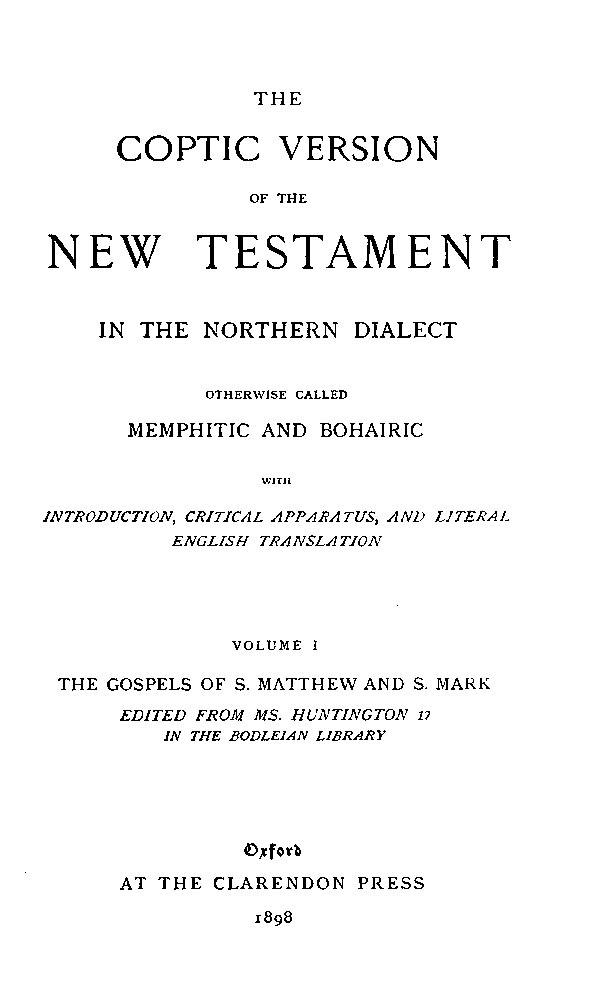 THE
COPTIC VERSION
OF THE
NEW TESTAMENT
IN THE NORTHERN DIALECT
OTHERWISE CALLED
MEMPHITIC AND BOHAIRIC
WITH
INTRODUCTION, CRITICAL APPARATUS, AND LITERAL
ENGLISH TRANSLATION
VOLUME I
THE GOSPELS OF S. MATTHEW AND S. MARK
EDITED FROM MS. HUNTINGTON 17
IN THE BODLEIAN LIBRARY
Oxford
AT THE CLARENDON PRESS
1898